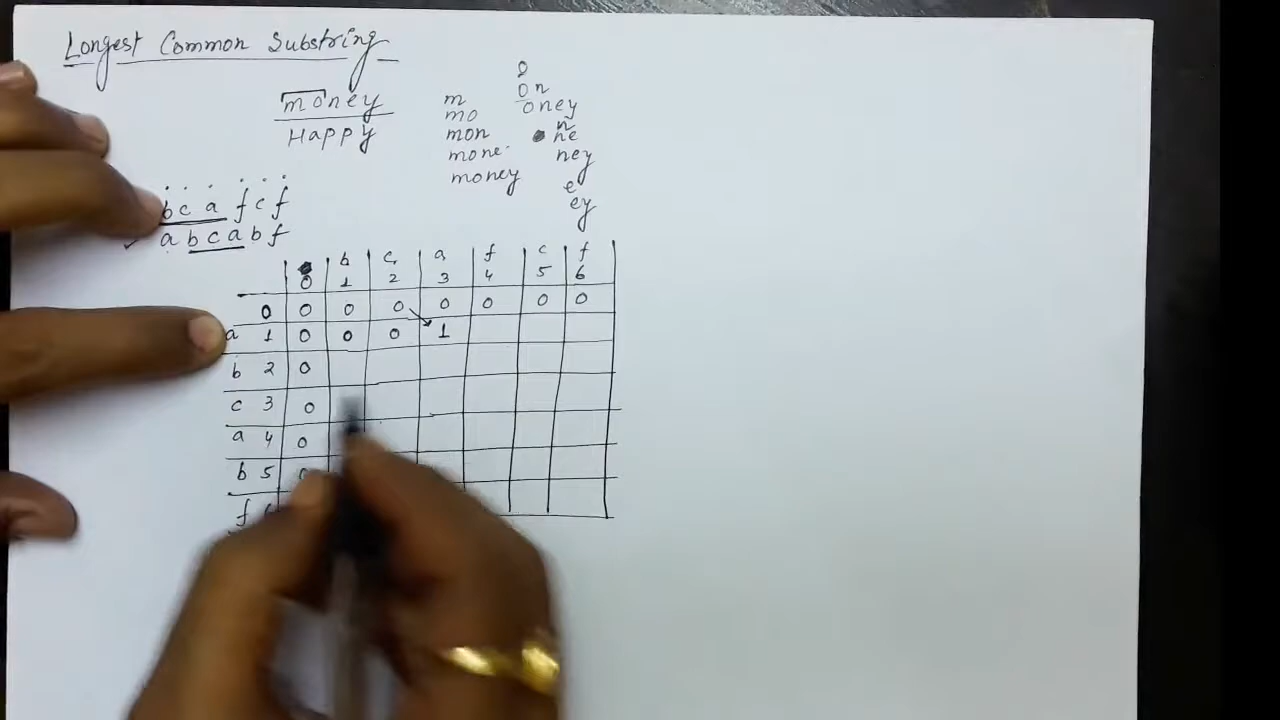 Longest Common Substring
money
Happy
m
mo
mon
mone
money
o
on
oney
n
ne
ney
e
ey
b c a f c f
a b c a b f
b c a f c f
0 1 2 3 4 5 6
0 0 0 0 0 0 0 0
a 1 0 0 0 1
b 2 0
c 3 0
a 4 0
b 5 0
f